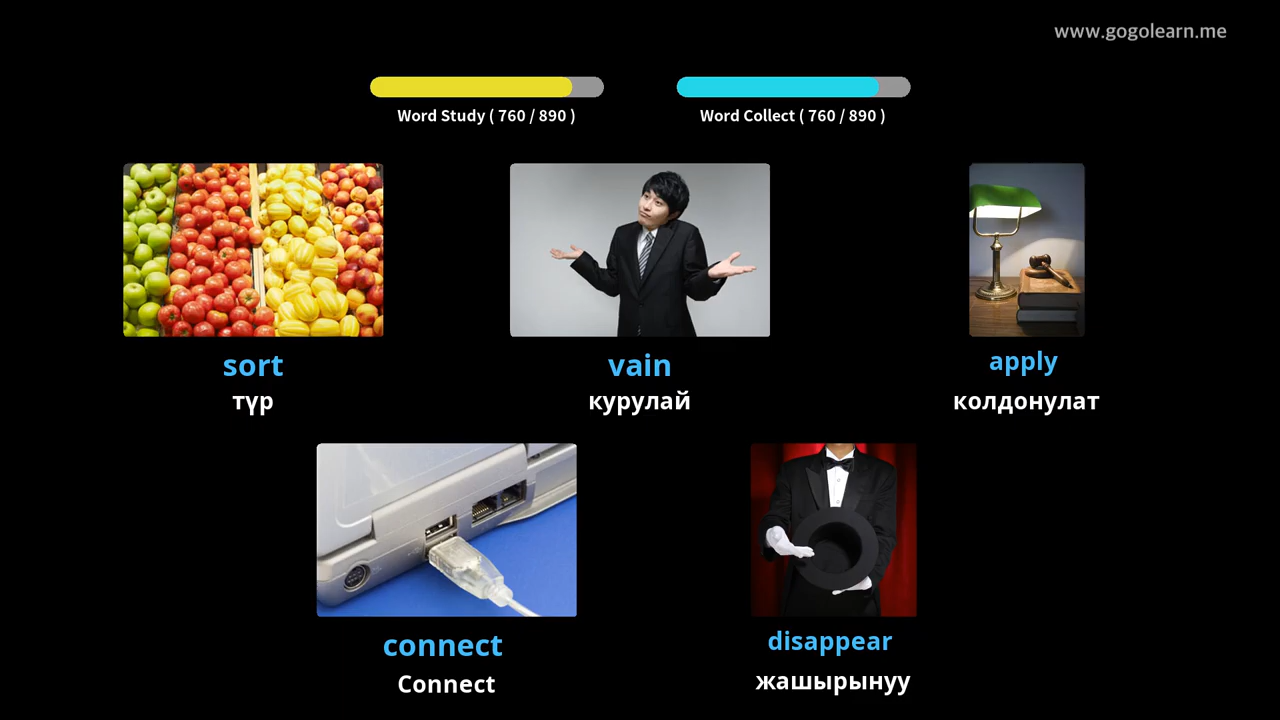 www.gogolearn.me
Word Study ( 760 / 890 )
Word Collect ( 760 / 890 )
sort
vain
apply
түр
курулай
колдонулат
connect
disappear
Connect
жашырынуу